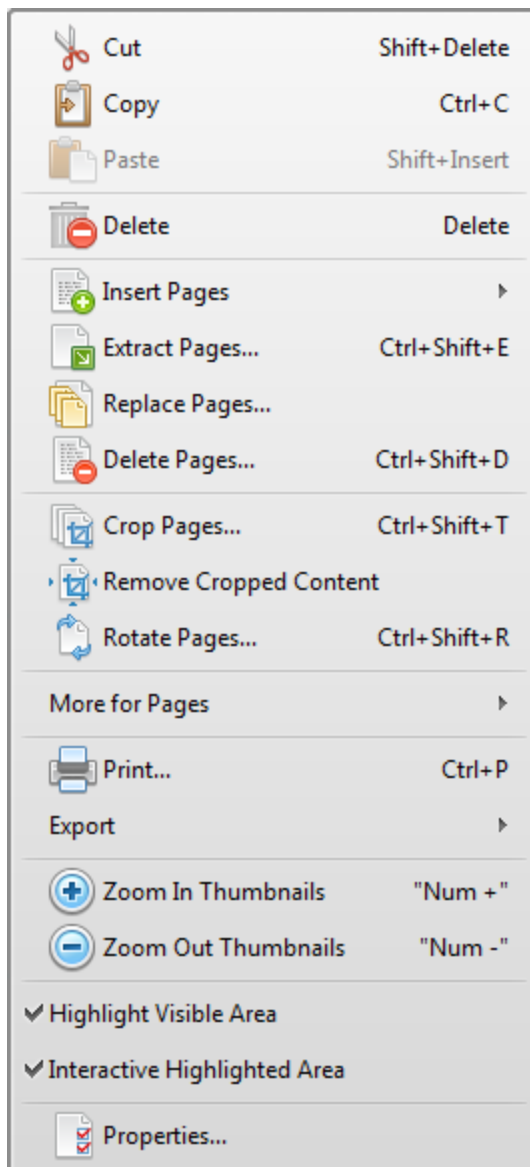 Cut Shift+Delete
Copy Ctrl+C
Paste Shift+Insert
Delete Delete
Insert Pages
Extract Pages... Ctrl+Shift+E
Replace Pages...
Delete Pages... Ctrl+Shift+D
Crop Pages... Ctrl+Shift+T
Remove Cropped Content
Rotate Pages... Ctrl+Shift+R
More for Pages
Print... Ctrl+P
Export
Zoom In Thumbnails "Num +"
Zoom Out Thumbnails "Num -"
Highlight Visible Area
Interactive Highlighted Area
Properties...